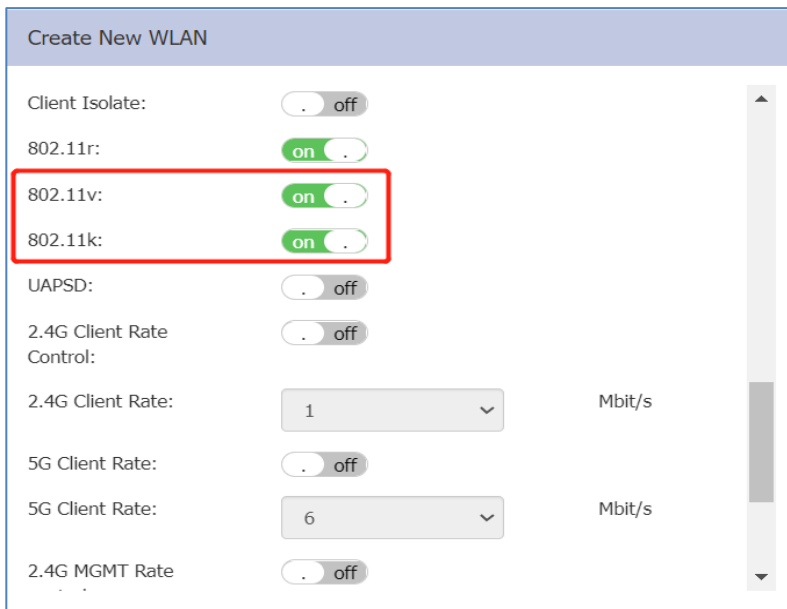 Create New WLAN
Client Isolate: . off
802.11r: on .
802.11v: on .
802.11k: on .
UAPSD: . off
2.4G Client Rate . off
Control:
2.4G Client Rate: 1 Mbit/s
5G Client Rate: . off
5G Client Rate: 6 Mbit/s
2.4G MGMT Rate . off